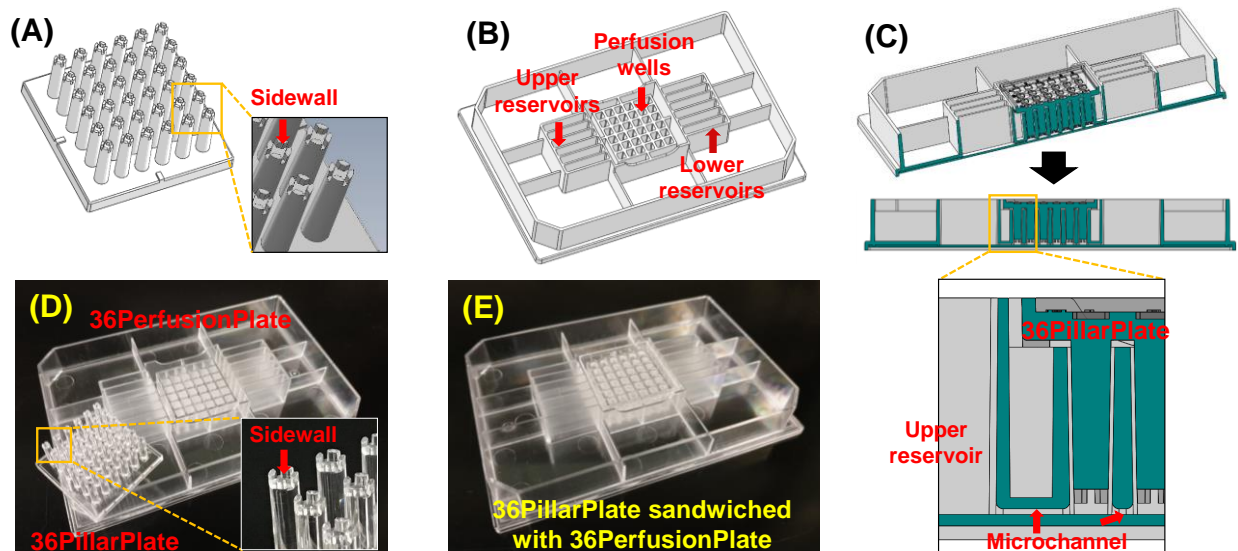 (A)
Sidewall
(B)
Perfusion
wells
Upper
reservoirs
Lower
reservoirs
(C)
(D)
36PerfusionPlate
Sidewall
36PillarPlate
(E)
36PillarPlate sandwiched
with 36PerfusionPlate
36PillarPlate
Upper
reservoir
Microchannel